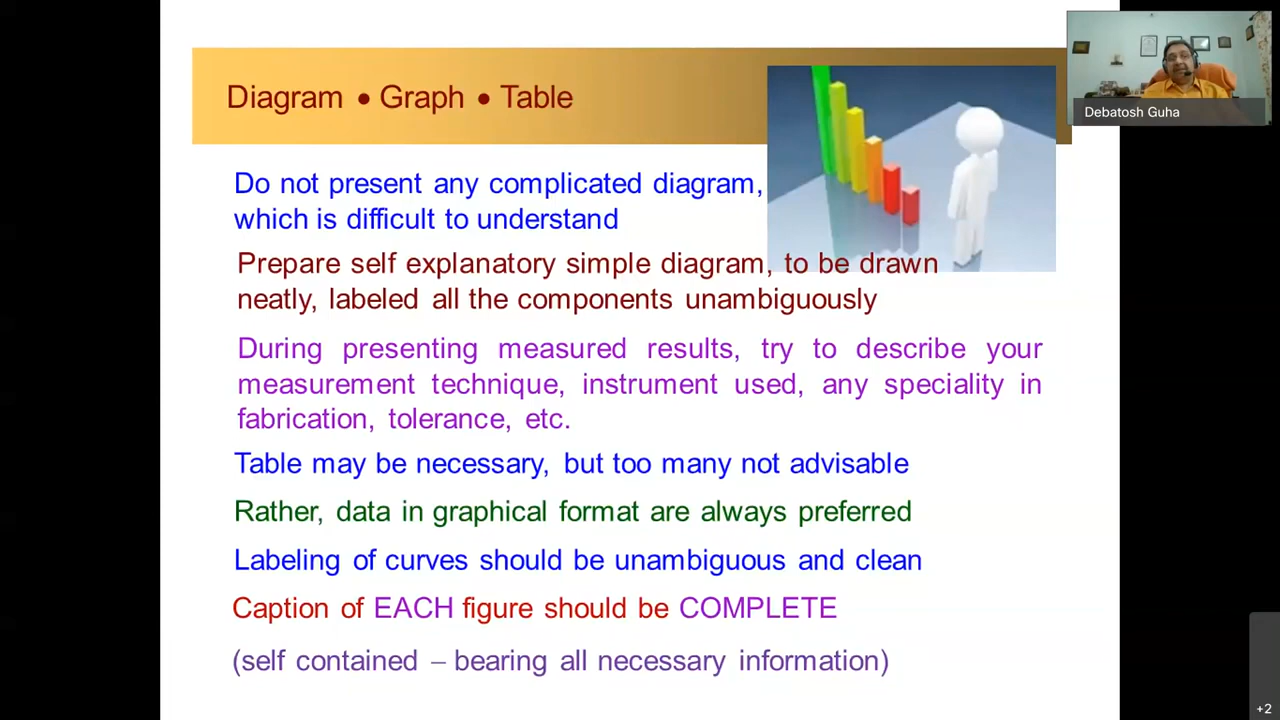 Diagram • Graph • Table
Debatosh Guha
Do not present any complicated diagram,
which is difficult to understand
Prepare self explanatory simple diagram, to be drawn
neatly, labeled all the components unambiguously
During presenting measured results, try to describe your
measurement technique, instrument used, any speciality in
fabrication, tolerance, etc.
Table may be necessary, but too many not advisable
Rather, data in graphical format are always preferred
Labeling of curves should be unambiguous and clean
Caption of EACH figure should be COMPLETE
(self contained – bearing all necessary information)
+2